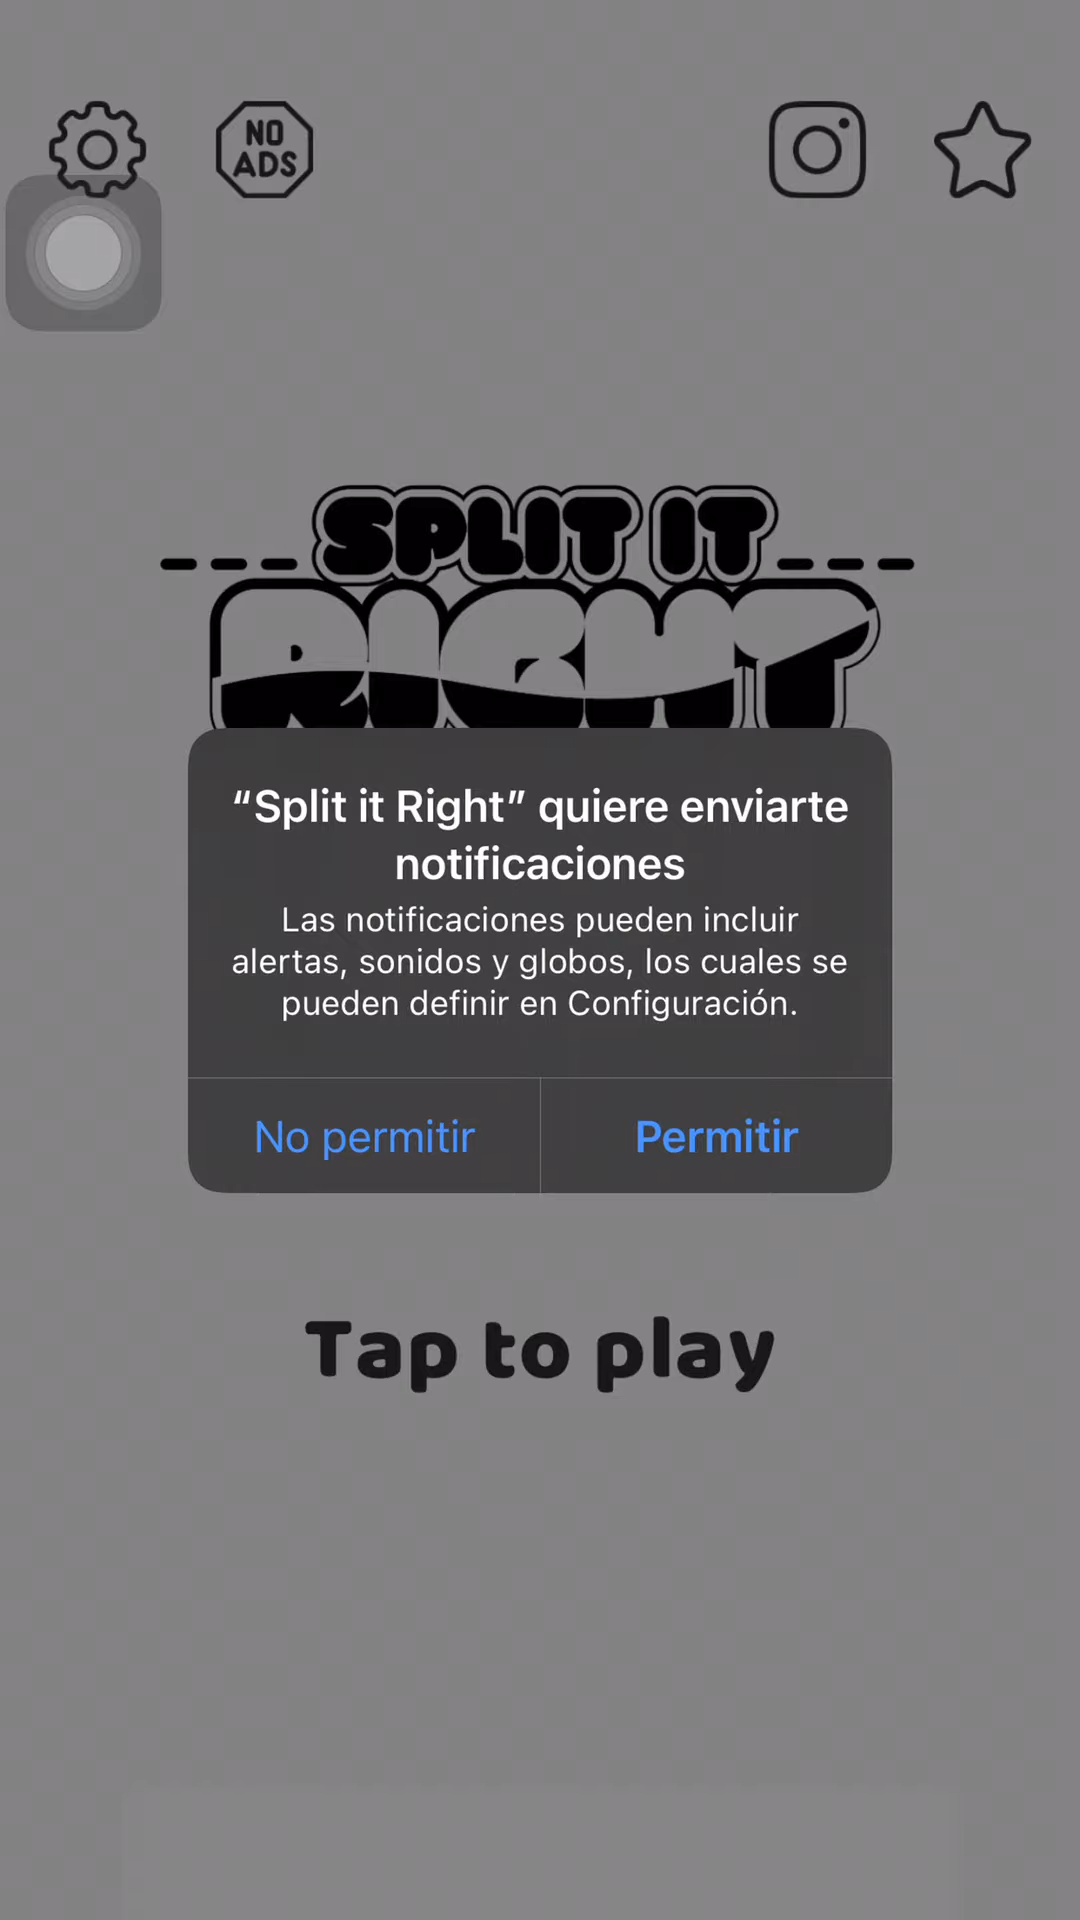 NO
ADS
SPLIT IT
RIGHT
“Split it Right” quiere enviarte
notificaciones
Las notificaciones pueden incluir
alertas, sonidos y globos, los cuales se
pueden definir en Configuración.
No permitir
Permitir
Tap to play